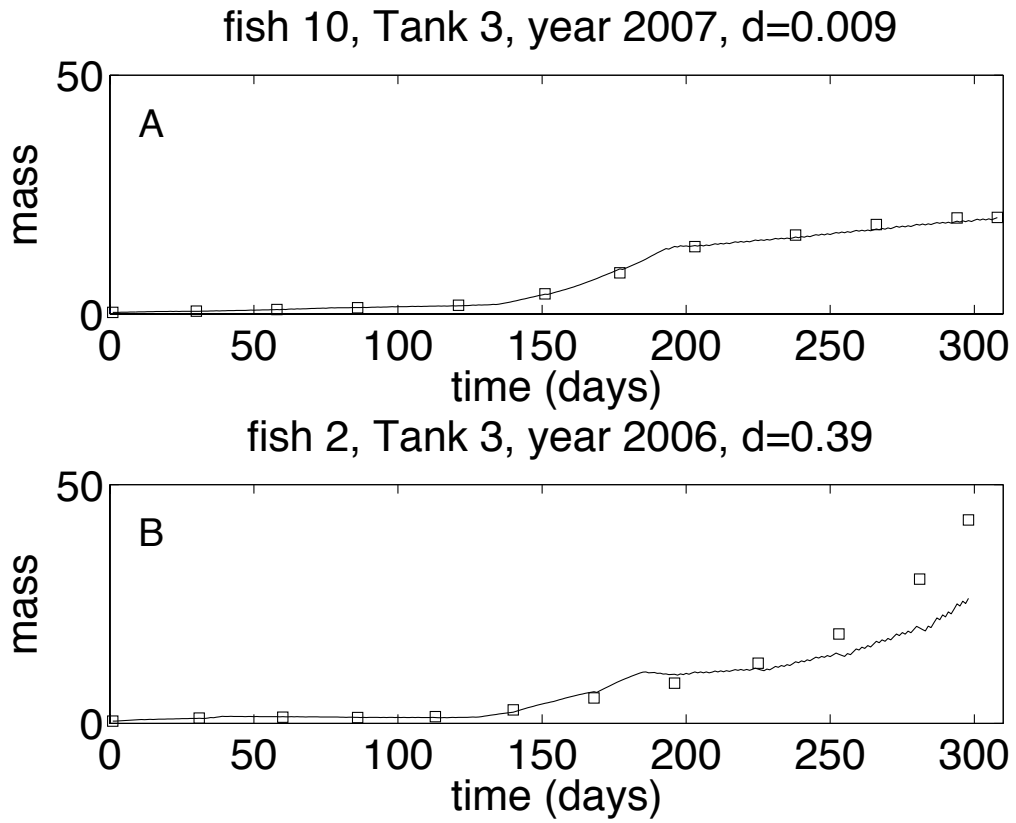 fish 10, Tank 3, year 2007, d=0.009
50
A
mass
0
0 50 100 150 200 250 300
time (days)
fish 2, Tank 3, year 2006, d=0.39
50
B
mass
0
0 50 100 150 200 250 300
time (days)